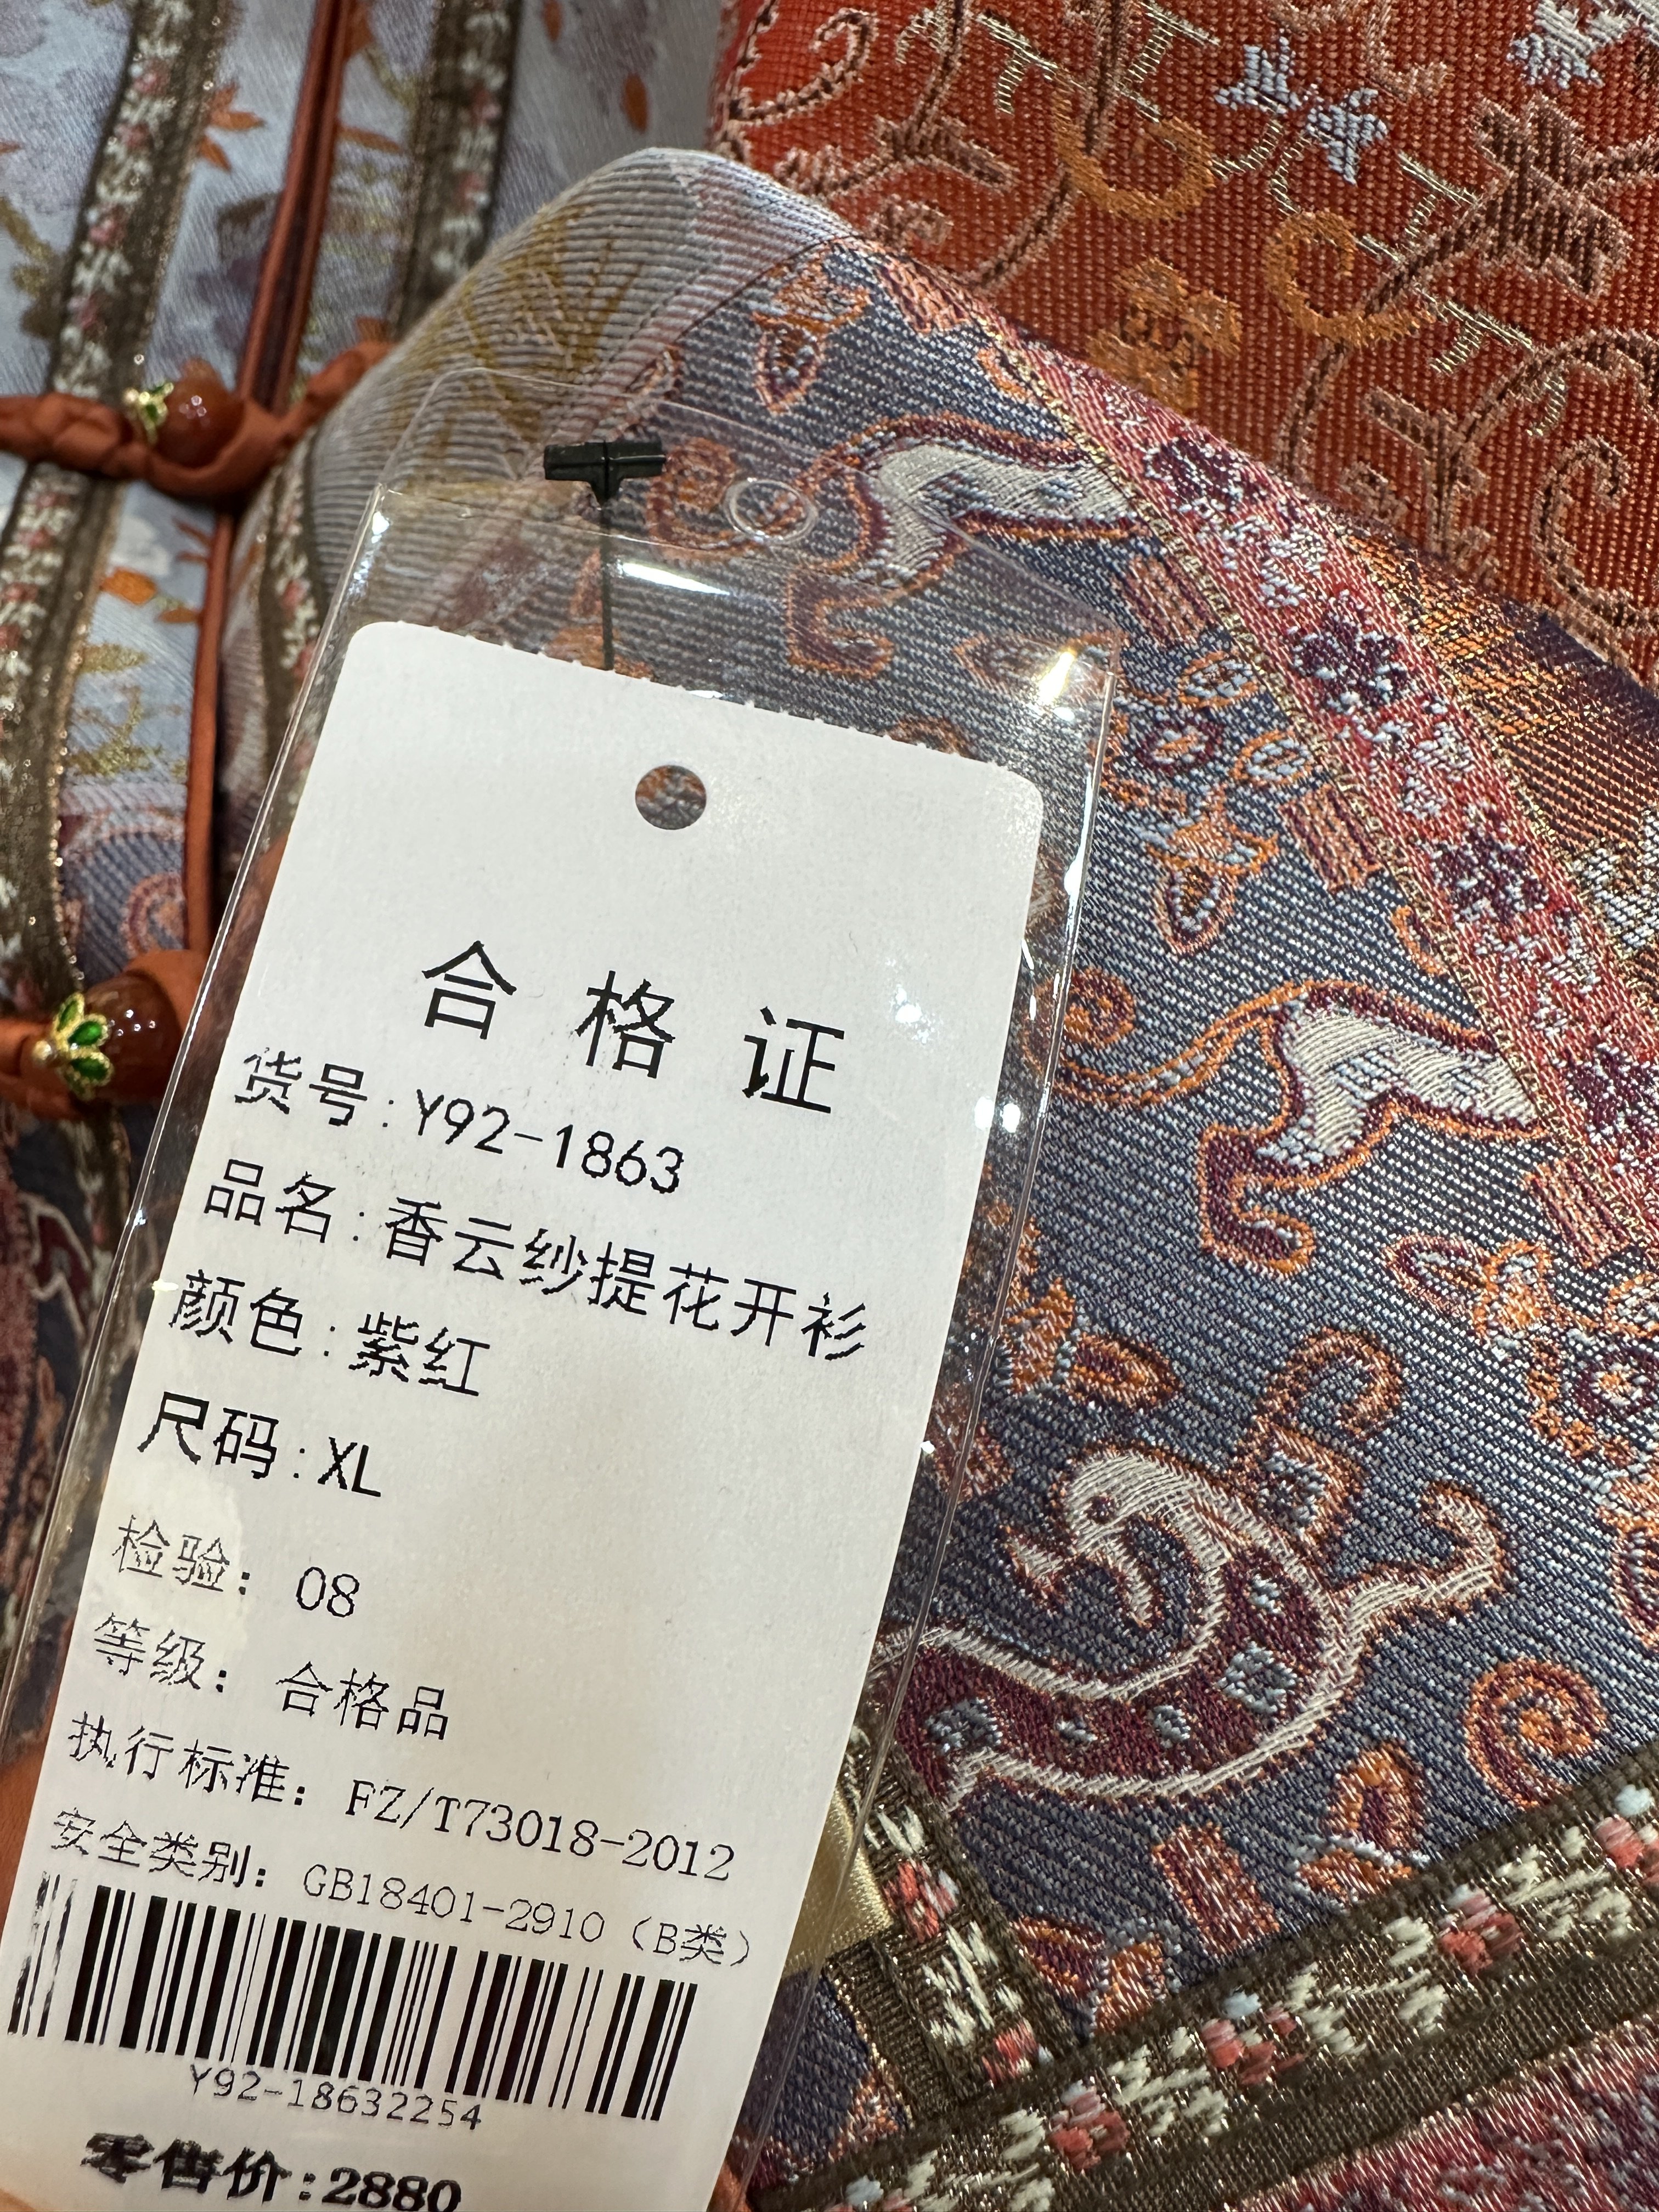 合格证
货号:Y92-1863
品名:香云纱提花开衫
颜色:紫红
尺码:XL
检验: 08
等级: 合格品
执行标准: FZ/T73018-2012
安全类别: GB18401-2910（B类）
Y92-18632254
零售价:2880